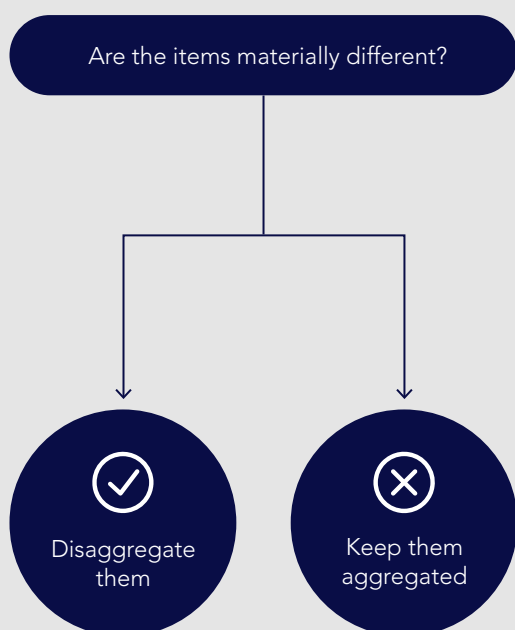 Are the items materially different?
Disaggregate
them
Keep them
aggregated